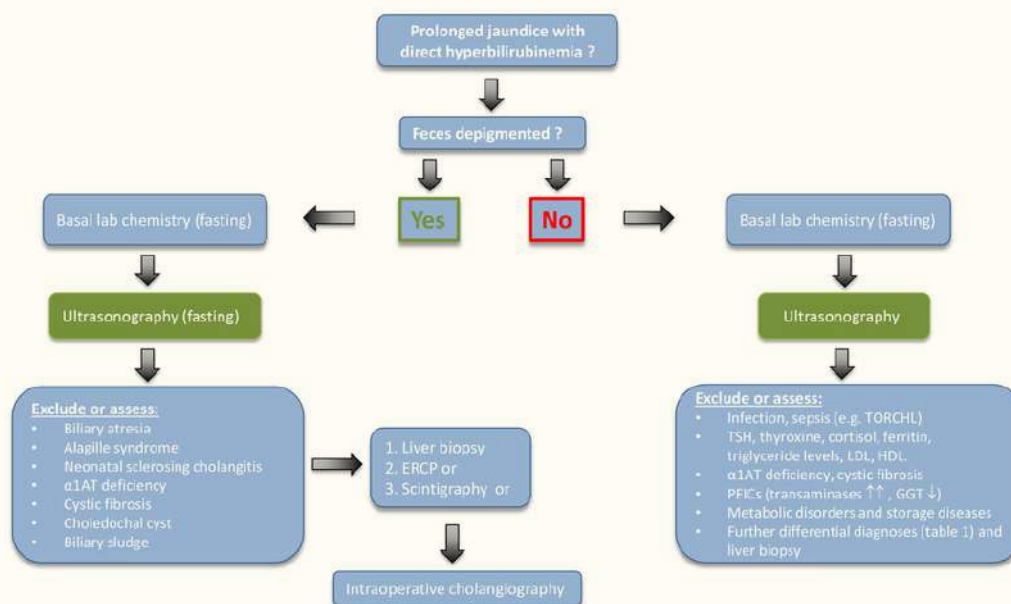 Prolonged jaundice with
direct hyperbilirubinemia ?
Feces depigmented ?
Yes
No
Basal lab chemistry (fasting)
Ultrasonography (fasting)
Exclude or assess:
• Biliary atresia
• Alagille syndrome
• Neonatal sclerosing cholangitis
• α1AT deficiency
• Cystic fibrosis
• Choledochal cyst
• Biliary sludge
1. Liver biopsy
2. ERCP or
3. Scintigraphy or
Intraoperative cholangiography
Basal lab chemistry (fasting)
Ultrasonography
Exclude or assess:
• Infection, sepsis (e.g. TORCHL)
• TSH, thyroxine, cortisol, ferritin,
triglyceride levels, LDL, HDL.
• α1AT deficiency, cystic fibrosis
• PFICs (transaminases ↑↑ , GGT ↓)
• Metabolic disorders and storage diseases
• Further differential diagnoses (table 1) and
liver biopsy